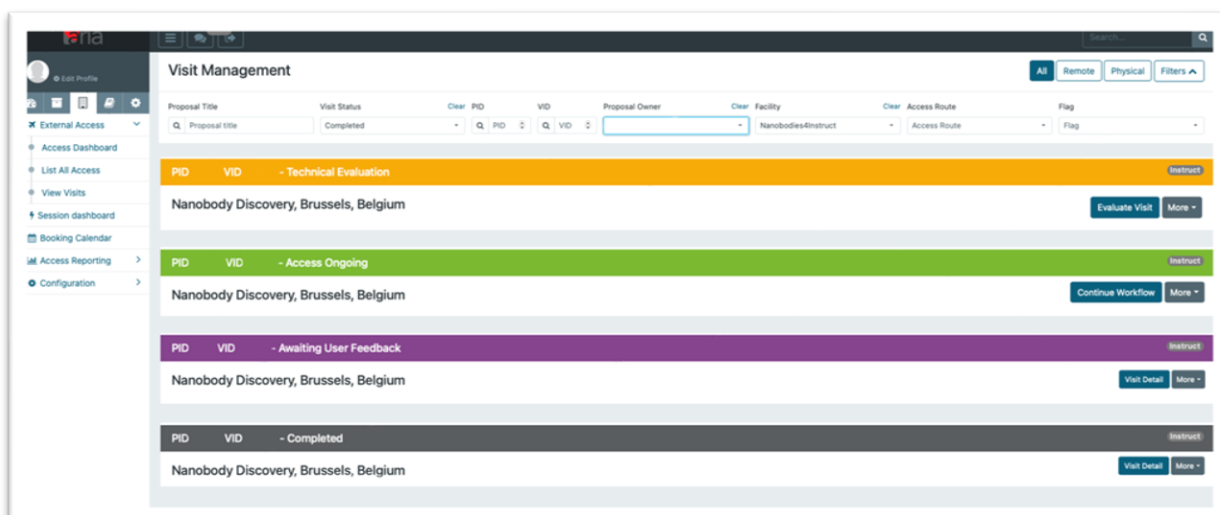 aria
Search...
Edit Profile
Visit Management
All Remote Physical Filters
Proposal Title Visit Status Clear PID VID Proposal Owner Clear Facility Clear Access Route Flag
Proposal title Completed PID VID Nanobodies4Instruct Access Route Flag
External Access
Access Dashboard
List All Access
View Visits
Session dashboard
Booking Calendar
Access Reporting
Configuration
PID VID - Technical Evaluation Instruct
Nanobody Discovery, Brussels, Belgium
Evaluate Visit More
PID VID - Access Ongoing Instruct
Nanobody Discovery, Brussels, Belgium
Continue Workflow More
PID VID - Awaiting User Feedback Instruct
Nanobody Discovery, Brussels, Belgium
Visit Detail More
PID VID - Completed Instruct
Nanobody Discovery, Brussels, Belgium
Visit Detail More